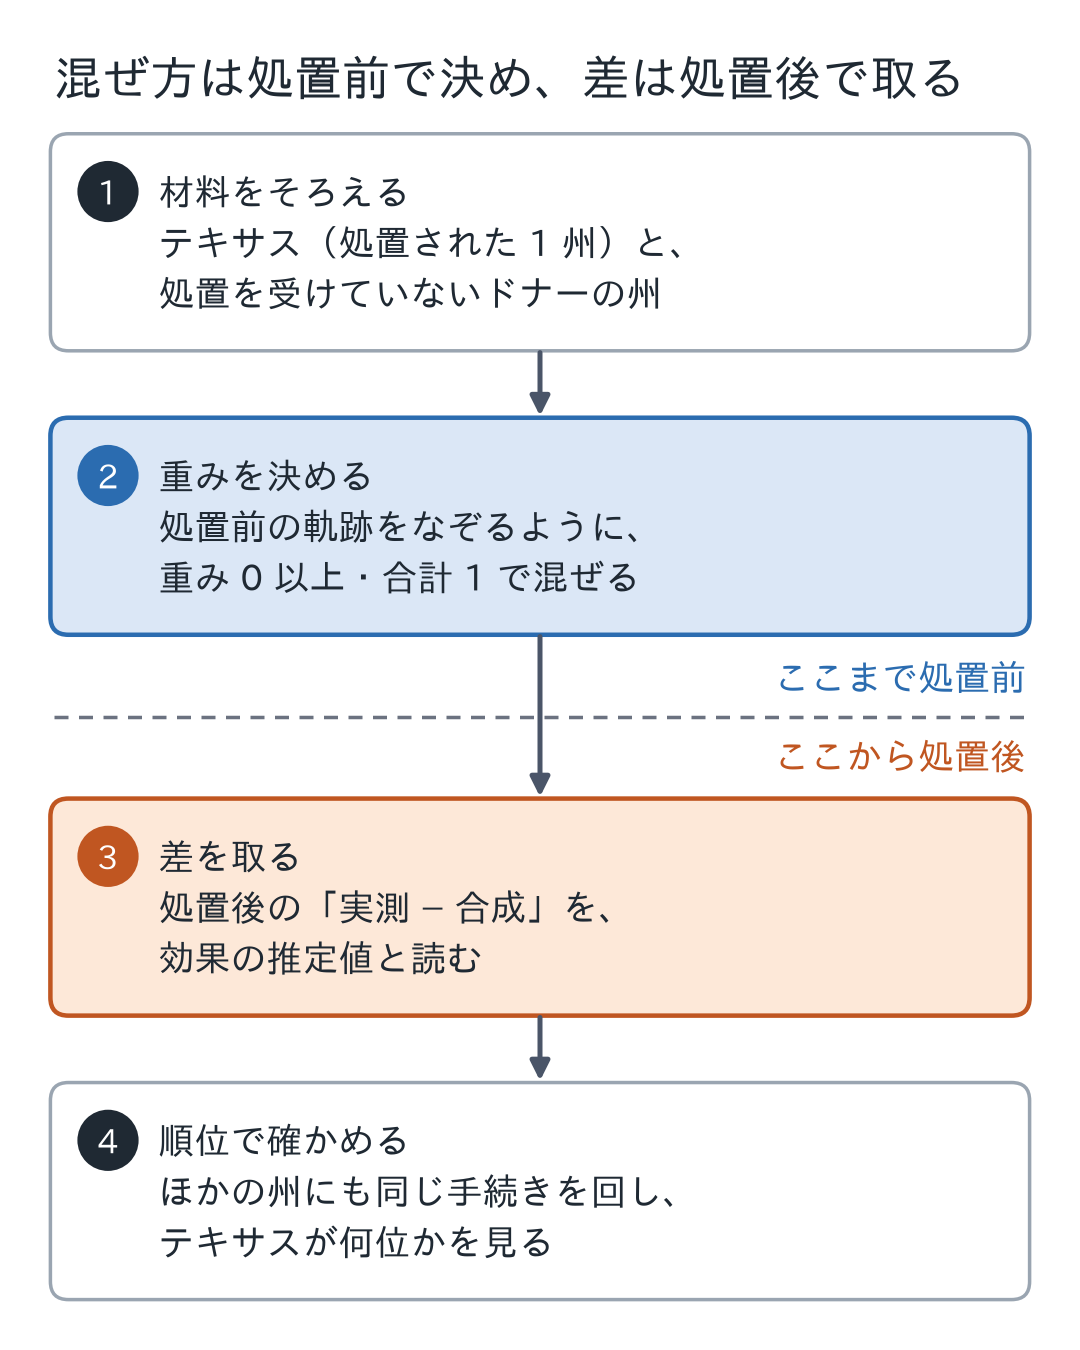 混ぜ方は処置前で決め、差は処置後で取る
1
材料をそろえる
テキサス（処置された 1 州）と、
処置を受けていないドナーの州
2
重みを決める
処置前の軌跡をなぞるように、
重み 0 以上・合計 1 で混ぜる
ここまで処置前
ここから処置後
3
差を取る
処置後の「実測 − 合成」を、
効果の推定値と読む
4
順位で確かめる
ほかの州にも同じ手続きを回し、
テキサスが何位かを見る